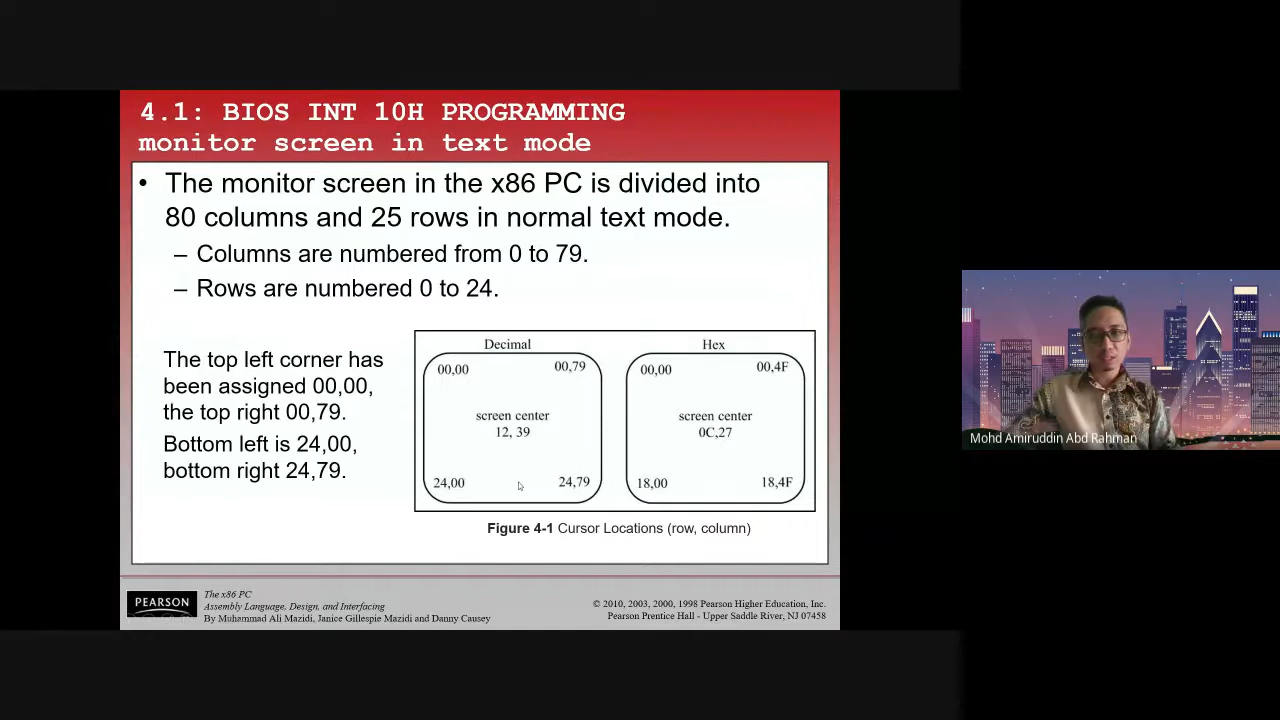 4.1: BIOS INT 10H PROGRAMMING
monitor screen in text mode
• The monitor screen in the x86 PC is divided into
80 columns and 25 rows in normal text mode.
– Columns are numbered from 0 to 79.
– Rows are numbered 0 to 24.
The top left corner has
been assigned 00,00,
the top right 00,79.
Bottom left is 24,00,
bottom right 24,79.
Decimal
00,00 00,79
screen center
12, 39
24,00 24,79
Hex
00,00 00,4F
screen center
0C,27
18,00 18,4F
Figure 4-1 Cursor Locations (row, column)
Mohd Amiruddin Abd Rahman
PEARSON
The x86 PC
Assembly Language, Design, and Interfacing
By Muhammad Ali Mazidi, Janice Gillespie Mazidi and Danny Causey
© 2010, 2003, 2000, 1998 Pearson Higher Education, Inc.
Pearson Prentice Hall - Upper Saddle River, NJ 07458